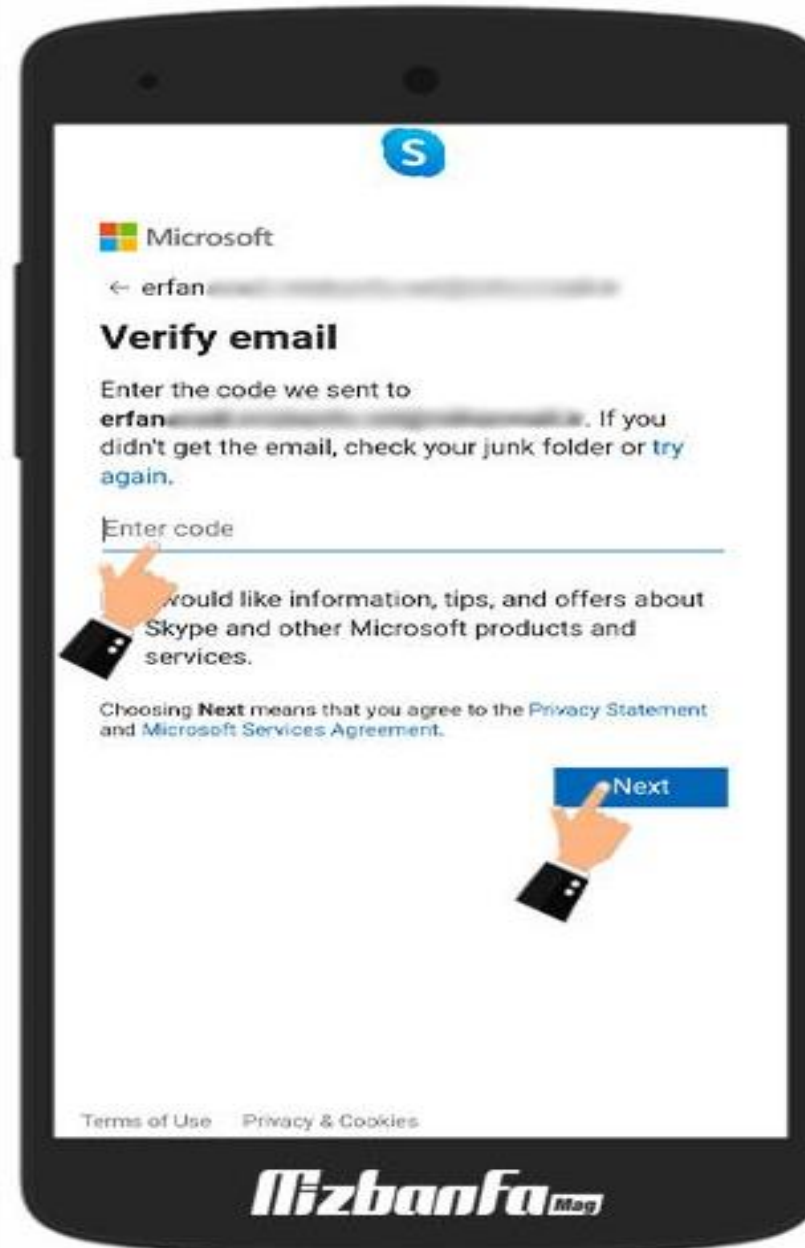 S
Microsoft
← erfan
Verify email
Enter the code we sent to
erfan . If you
didn't get the email, check your junk folder or try
again.
Enter code
would like information, tips, and offers about
Skype and other Microsoft products and
services.
Choosing Next means that you agree to the Privacy Statement
and Microsoft Services Agreement.
Next
Terms of Use Privacy & Cookies
MizbanFa Mag